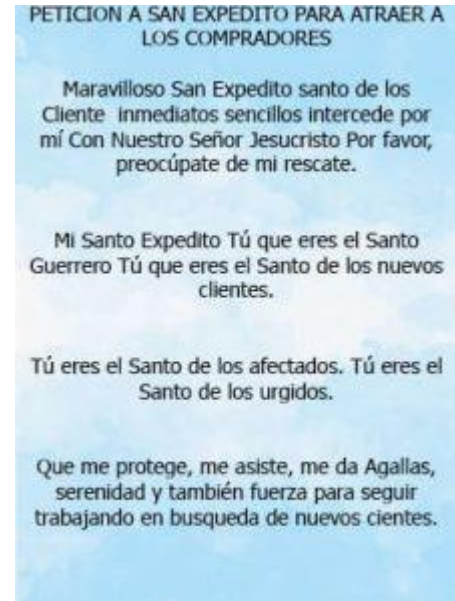 PETICION A SAN EXPEDITO PARA ATRAER A
LOS COMPRADORES
Maravilloso San Expedito santo de los
Cliente inmediatos sencillos intercede por
mí Con Nuestro Señor Jesucristo Por favor,
preocúpate de mi rescate.
Mi Santo Expedito Tú que eres el Santo
Guerrero Tú que eres el Santo de los nuevos
clientes.
Tú eres el Santo de los afectados. Tú eres el
Santo de los urgidos.
Que me protege, me asiste, me da Agallas,
serenidad y también fuerza para seguir
trabajando en busqueda de nuevos cientes.